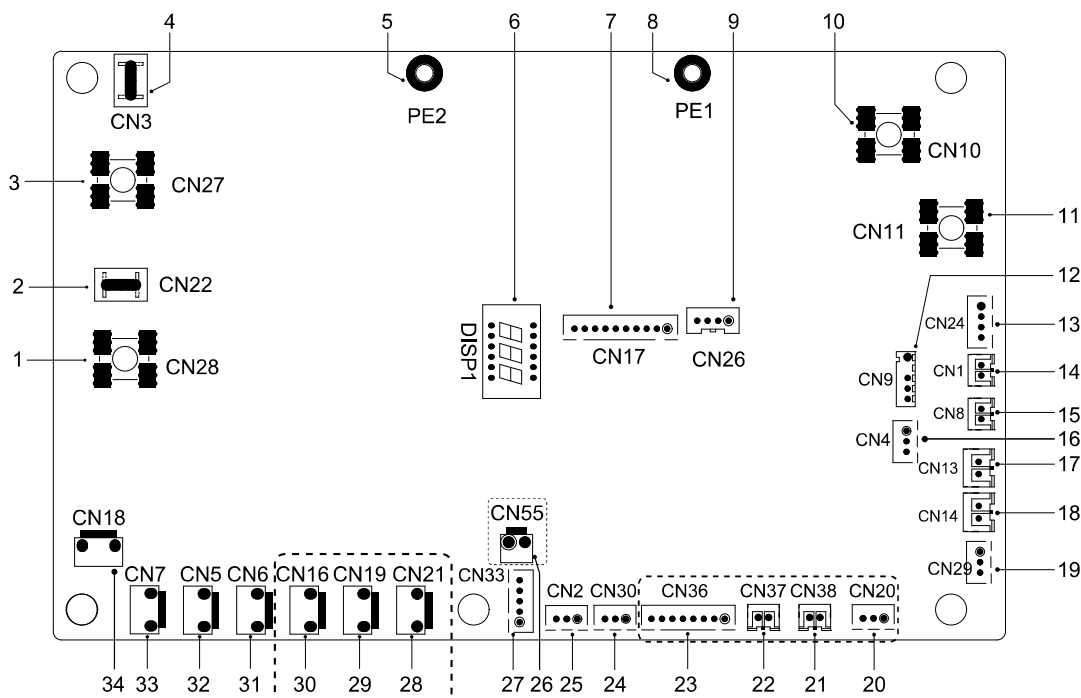 4 5 6 7 8 9 10
CN3
PE2
PE1
CN10
3
CN27
11
CN11
12
2
CN22
DISP1
CN17
CN26
CN24
13
1
CN28
CN9
CN1
14
CN8
15
CN4
16
CN13
17
CN18
CN55
CN14
18
CN7 CN5 CN6 CN16 CN19 CN21 CN33 CN2 CN30 CN36 CN37 CN38 CN20
CN29
19
34 33 32 31 30 29 28 27 26 25 24 23 22 21 20